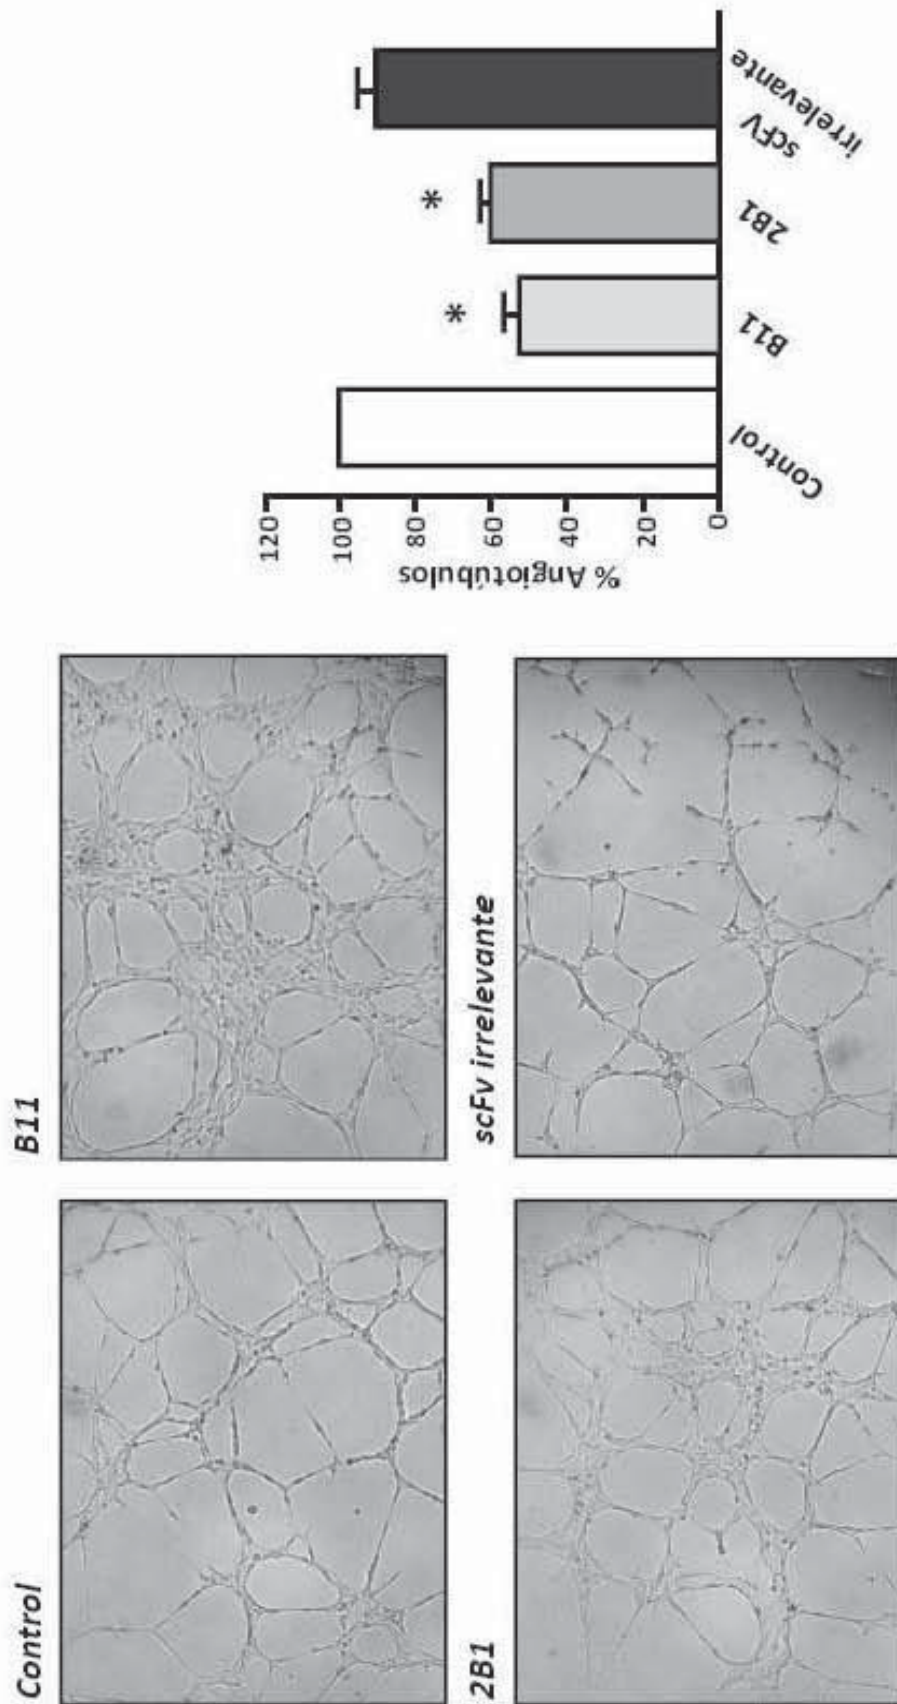 Control
B11
2B1
scFv irrelevante
% Angiotúbulos
120
100
80
60
40
20
0
*
*
Control
B11
2B1
scFV
irrelevante